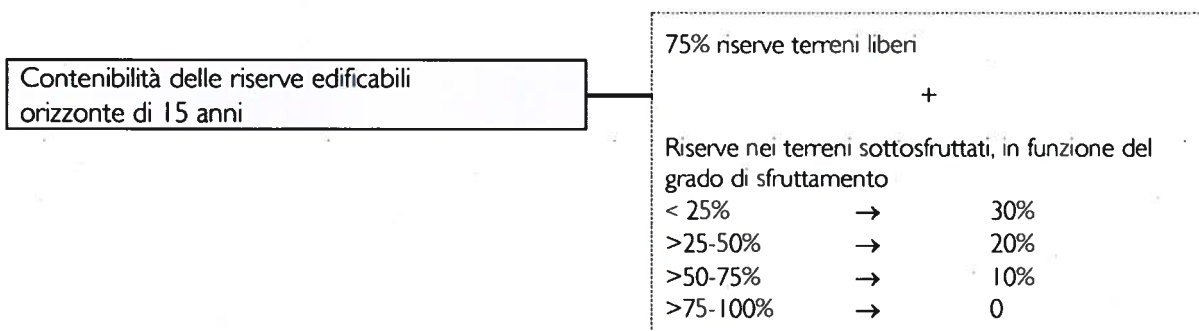 Contenibilità delle riserve edificabili
orizzonte di 15 anni
75% riserve terreni liberi
+
Riserve nei terreni sottosfruttati, in funzione del
grado di sfruttamento
< 25% → 30%
>25-50% → 20%
>50-75% → 10%
>75-100% → 0